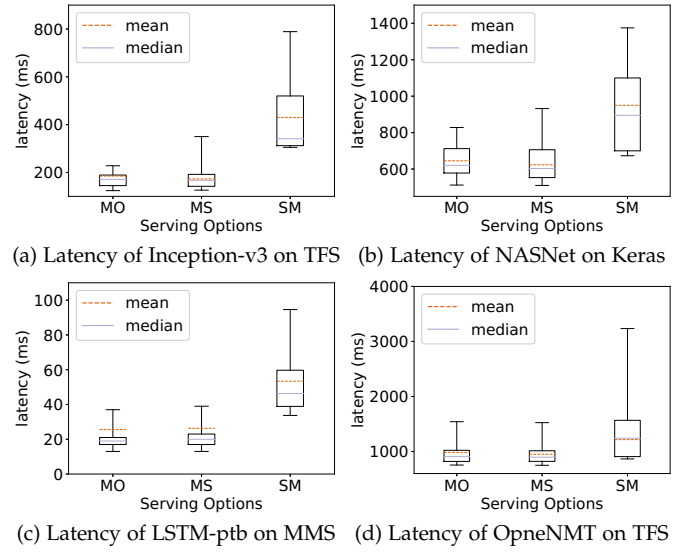 800
600
400
200
latency (ms)
mean
median
MO MS SM
Serving Options
(a) Latency of Inception-v3 on TFS
1400
1200
1000
800
600
latency (ms)
mean
median
MO MS SM
Serving Options
(b) Latency of NASNet on Keras
100
80
60
40
20
0
latency (ms)
mean
median
MO MS SM
Serving Options
(c) Latency of LSTM-ptb on MMS
4000
3000
2000
1000
latency (ms)
mean
median
MO MS SM
Serving Options
(d) Latency of OpneNMT on TFS